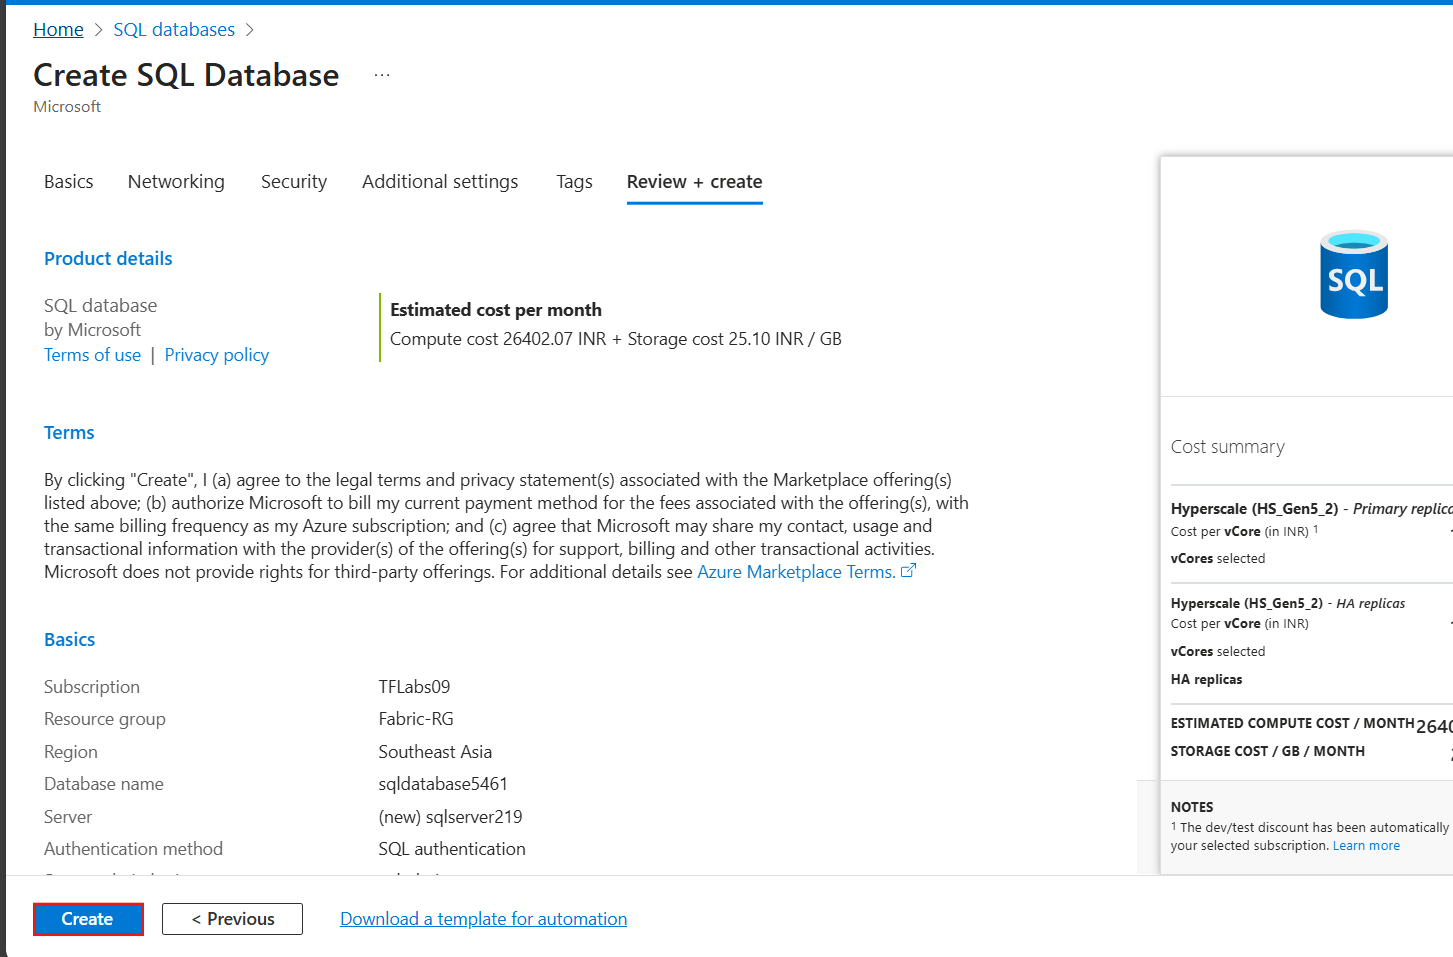 Home > SQL databases >
Create SQL Database ...
Microsoft
Basics Networking Security Additional settings Tags Review + create
Product details
SQL database
by Microsoft
Terms of use | Privacy policy
Estimated cost per month
Compute cost 26402.07 INR + Storage cost 25.10 INR / GB
Terms
By clicking "Create", I (a) agree to the legal terms and privacy statement(s) associated with the Marketplace offering(s)
listed above; (b) authorize Microsoft to bill my current payment method for the fees associated with the offering(s), with
the same billing frequency as my Azure subscription; and (c) agree that Microsoft may share my contact, usage and
transactional information with the provider(s) of the offering(s) for support, billing and other transactional activities.
Microsoft does not provide rights for third-party offerings. For additional details see Azure Marketplace Terms.
Basics
Subscription TFLabs09
Resource group Fabric-RG
Region Southeast Asia
Database name sqldatabase5461
Server (new) sqlserver219
Authentication method SQL authentication
SQL
Cost summary
Hyperscale (HS_Gen5_2) - Primary
Cost per vCore (in INR) 1
vCores selected
Hyperscale (HS_Gen5_2) - HA replicas
Cost per vCore (in INR)
vCores selected
HA replicas
ESTIMATED COMPUTE COST / MONTH
STORAGE COST / GB / MONTH
NOTES
1 The dev/test discount has been automatically
your selected subscription. Learn more
Create < Previous Download a template for automation